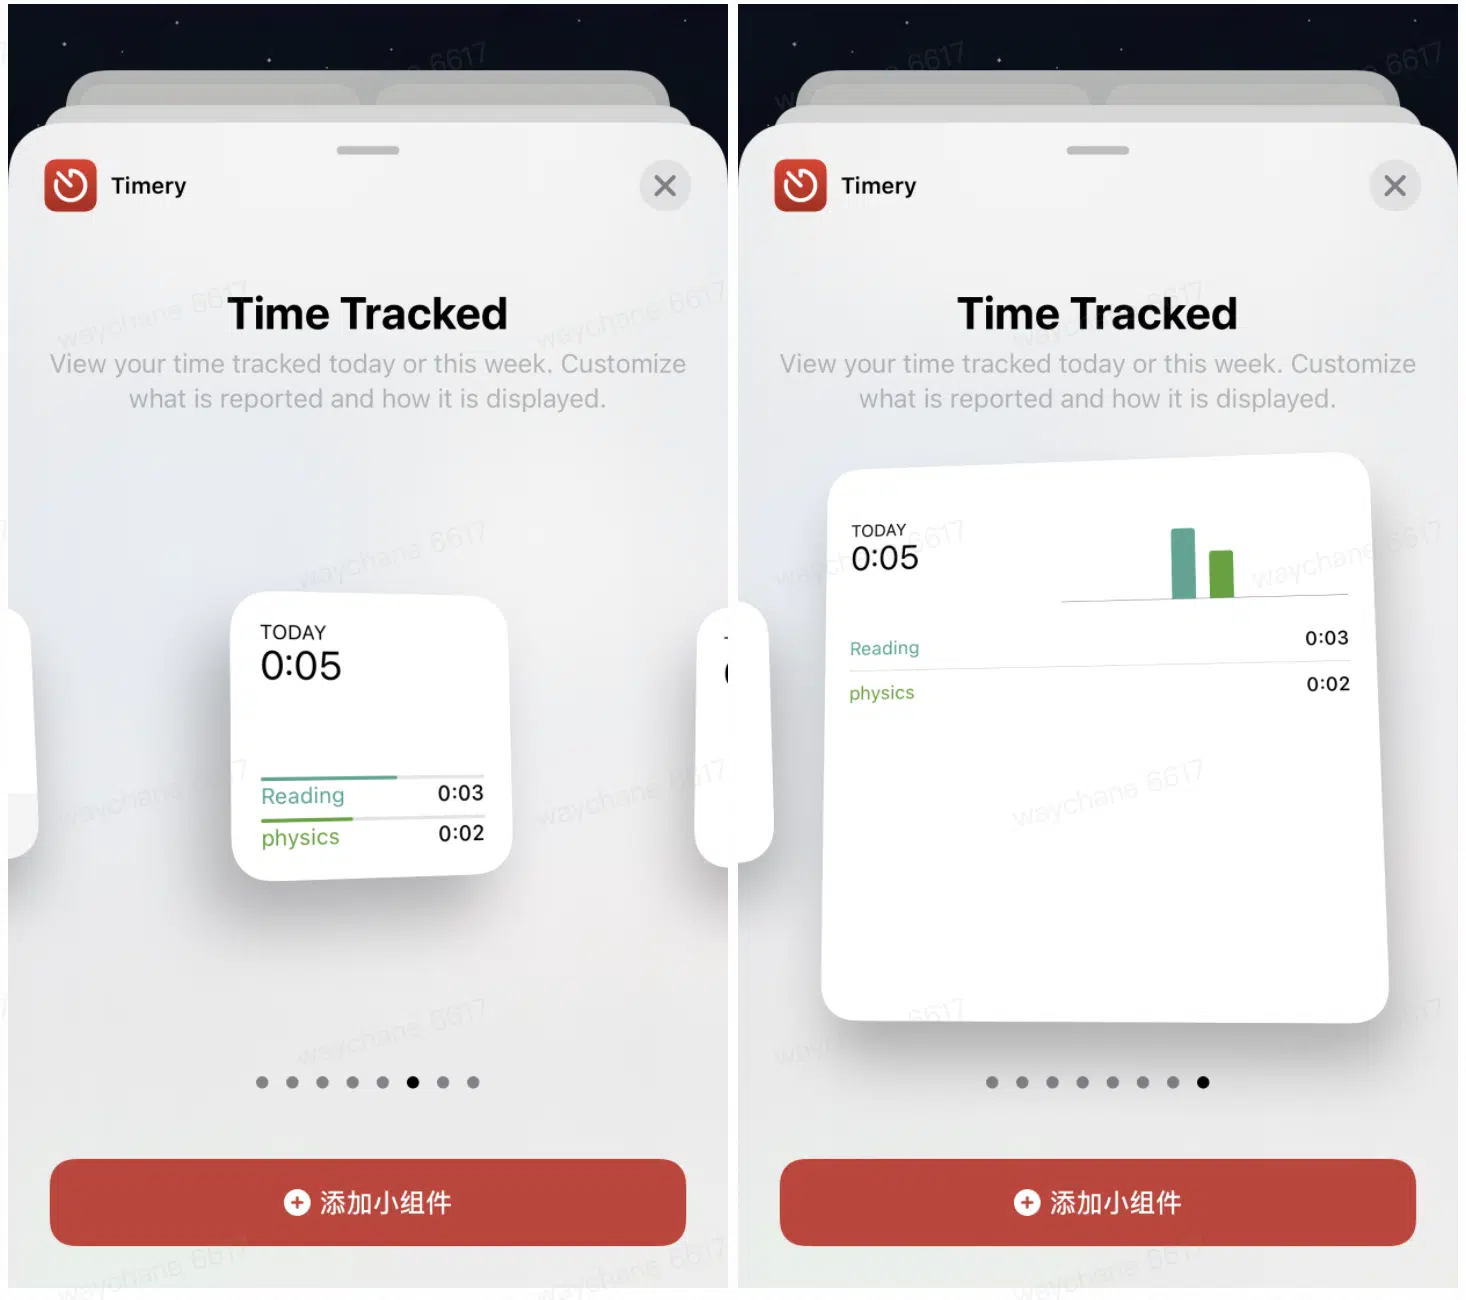 Timery
Time Tracked
View your time tracked today or this week. Customize
what is reported and how it is displayed.
TODAY
0:05
Reading 0:03
physics 0:02
添加小组件
Timery
Time Tracked
View your time tracked today or this week. Customize
what is reported and how it is displayed.
TODAY
0:05
Reading 0:03
physics 0:02
添加小组件
waychane 6617